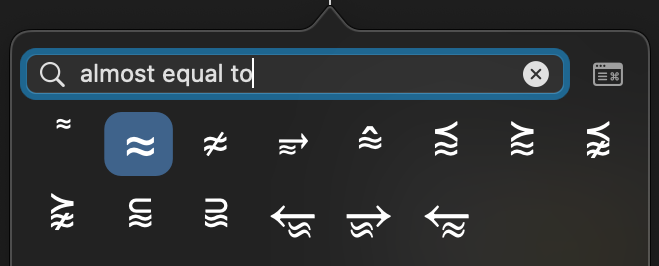 almost equal to
͌ ≈ ≉ ⥵ ⩯ ⪷ ⪸ ⪹
⪺ ⫉ ⫊ ⭂ ⭈ ⭊